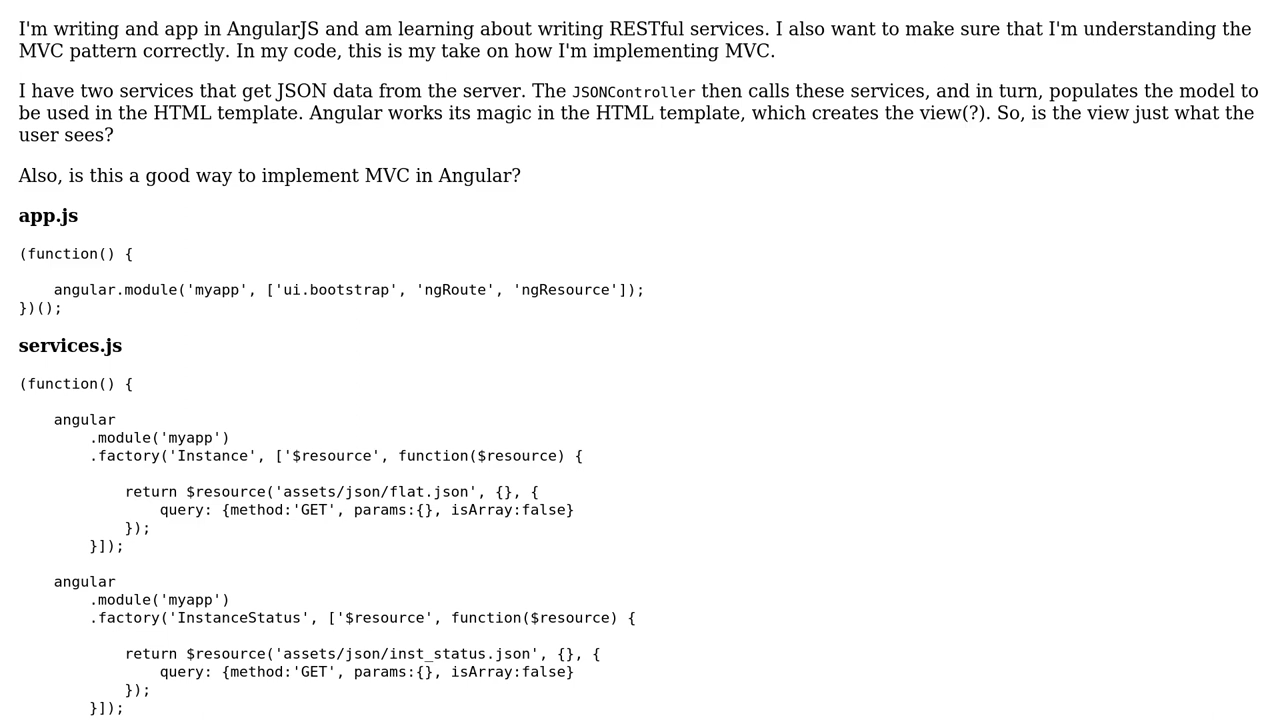 I'm writing and app in AngularJS and am learning about writing RESTful services. I also want to make sure that I'm understanding the
MVC pattern correctly. In my code, this is my take on how I'm implementing MVC.
I have two services that get JSON data from the server. The JSONController then calls these services, and in turn, populates the model to
be used in the HTML template. Angular works its magic in the HTML template, which creates the view(?). So, is the view just what the
user sees?
Also, is this a good way to implement MVC in Angular?
app.js
(function() {
    angular.module('myapp', ['ui.bootstrap', 'ngRoute', 'ngResource']);
})();
services.js
(function() {
    angular
        .module('myapp')
        .factory('Instance', ['$resource', function($resource) {
            return $resource('assets/json/flat.json', {}, {
                query: {method:'GET', params:{}, isArray:false}
            });
        }]);
    angular
        .module('myapp')
        .factory('InstanceStatus', ['$resource', function($resource) {
            return $resource('assets/json/inst_status.json', {}, {
                query: {method:'GET', params:{}, isArray:false}
            });
        }]);